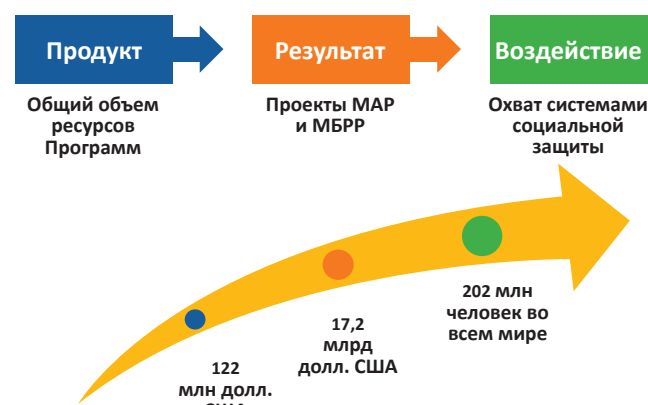 Продукт
Результат
Воздействие
Общий объем
ресурсов
Программ
Проекты МАР
и МБРР
Охват системами
социальной
защиты
122
млн долл.
США
17,2
млрд
долл. США
202 млн
человек во
всем мире